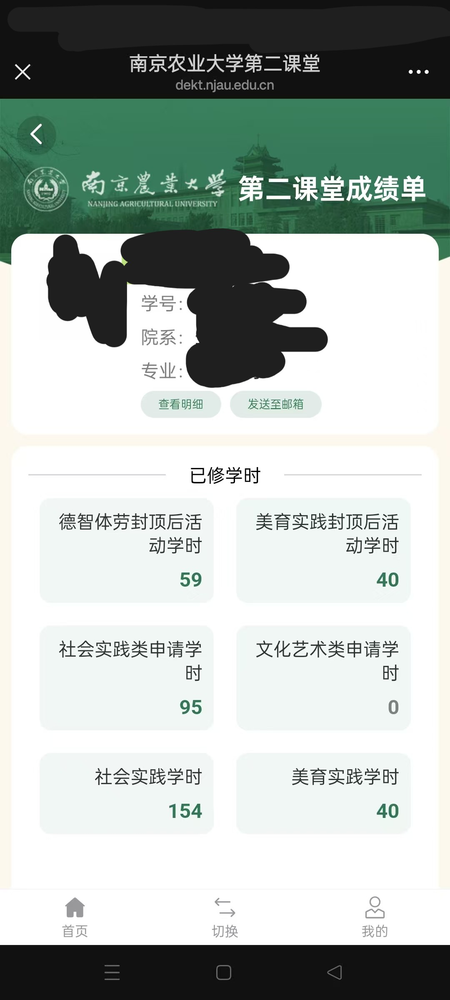 南京农业大学第二课堂
dekt.njau.edu.cn
南京農業大學 第二课堂成绩单
NANJING AGRICULTURAL UNIVERSITY
学号:
院系:
专业:
查看明细 发送至邮箱
已修学时
德智体劳封顶后活
动学时
59
美育实践封顶后活
动学时
40
社会实践类申请学
时
95
文化艺术类申请学
时
0
社会实践学时
154
美育实践学时
40
首页 切换 我的